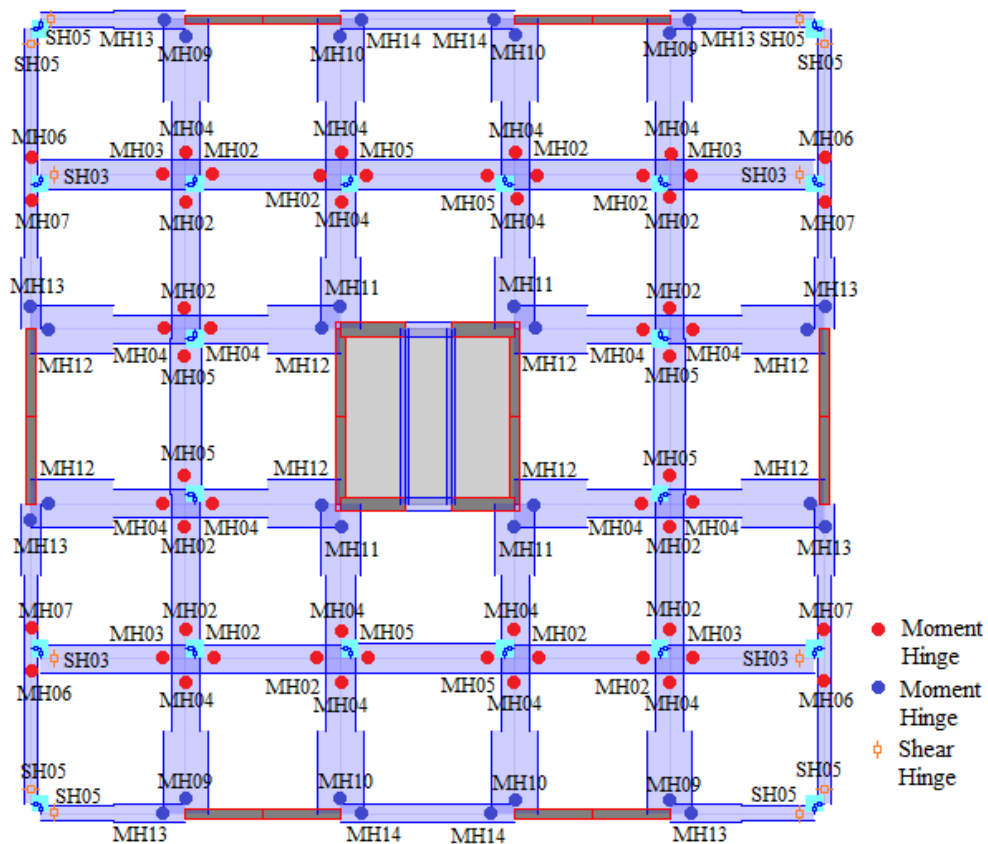 SH05 MH13 MH09 MH10 MH14 MH14 MH10 MH09 MH13 SH05
SH05 SH05
MH06 MH04 MH04 MH04 MH04 MH06
MH03 MH02 MH05 MH02 MH03
SH03 SH03
MH07 MH02 MH02 MH04 MH05 MH04 MH02 MH02 MH07
MH13 MH02 MH11 MH11 MH02 MH13
MH12 MH04 MH04 MH12 MH12 MH04 MH04 MH12
MH05 MH05
MH12 MH05 MH12 MH12 MH05 MH12
MH04 MH04 MH04 MH04
MH13 MH02 MH11 MH11 MH02 MH13
MH07 MH02 MH04 MH04 MH02 MH07
MH03 MH02 MH05 MH02 MH03
SH03 SH03
MH06 MH04 MH02 MH04 MH05 MH04 MH02 MH04 MH06
SH05 MH09 MH10 MH10 MH09 SH05
SH05 SH05
MH13 MH14 MH14 MH13
Moment
Hinge
Moment
Hinge
Shear
Hinge